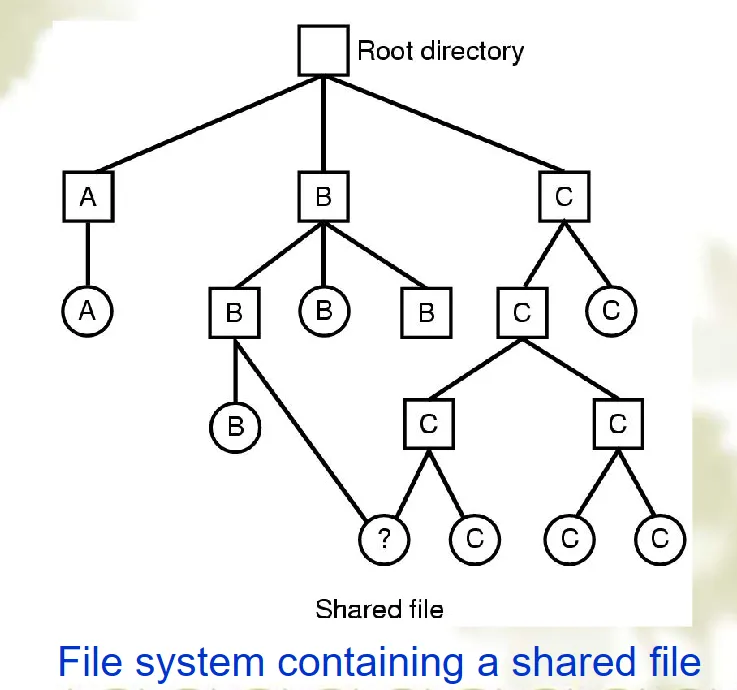 Root directory
A B C
A B B B C C
B C C
? C C C
Shared file
File system containing a shared file